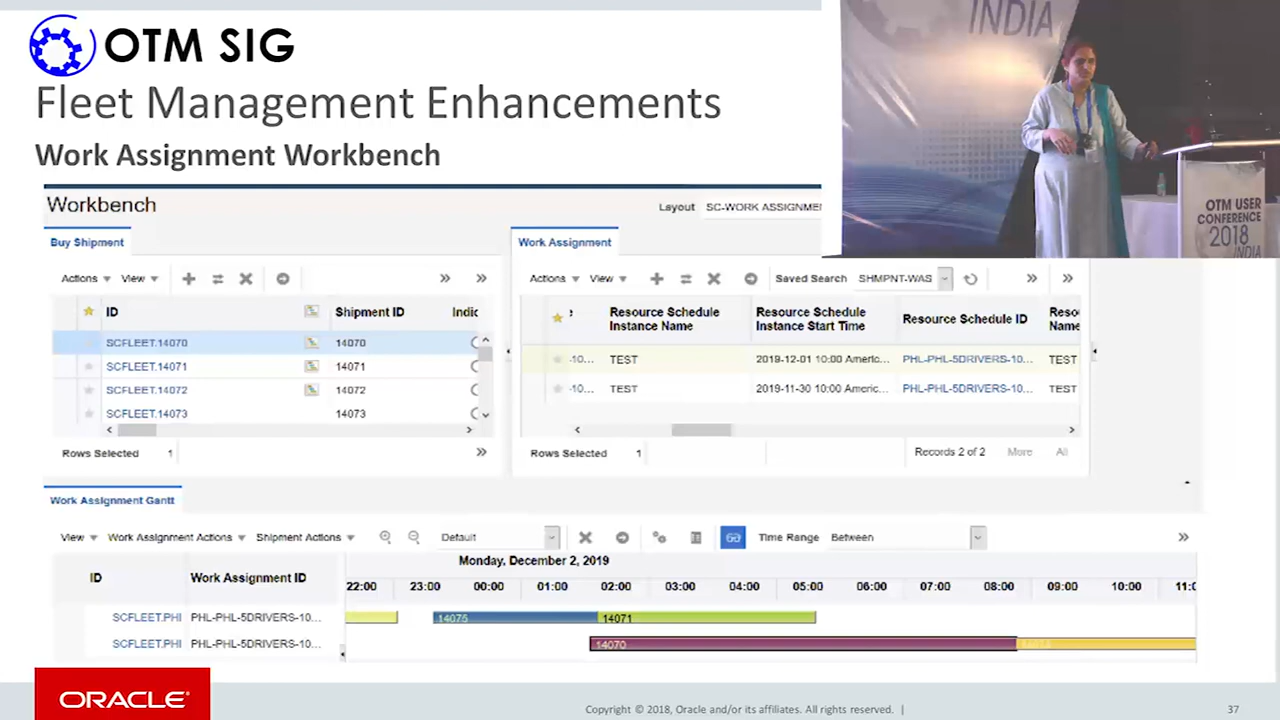 OTM SIG
Fleet Management Enhancements
Work Assignment Workbench
INDIA
OTM USER
CONFERENCE
2018
INDIA
Workbench
Layout SC-WORK ASSIGNMEN
Buy Shipment
Actions View
ID Shipment ID Indic
SCFLEET.14070 14070
SCFLEET.14071 14071
SCFLEET.14072 14072
SCFLEET.14073 14073
Rows Selected 1
Work Assignment
Actions View Saved Search SHMPNT-WAS
Resource Schedule Instance Name Resource Schedule Instance Start Time Resource Schedule ID Resou Name
-10... TEST 2019-12-01 10:00 Americ... PHL-PHL-5DRIVERS-10... TEST
-10... TEST 2019-11-30 10:00 Americ... PHL-PHL-5DRIVERS-10... TEST
Rows Selected 1 Records 2 of 2 More All
Work Assignment Gantt
View Work Assignment Actions Shipment Actions Default Time Range Between
Monday, December 2, 2019
ID Work Assignment ID 22:00 23:00 00:00 01:00 02:00 03:00 04:00 05:00 06:00 07:00 08:00 09:00 10:00 11:0
SCFLEET.PHI PHL-PHL-5DRIVERS-10... 14075 14071
SCFLEET.PHI PHL-PHL-5DRIVERS-10... 14070
ORACLE®
Copyright © 2018, Oracle and/or its affiliates. All rights reserved. |
37